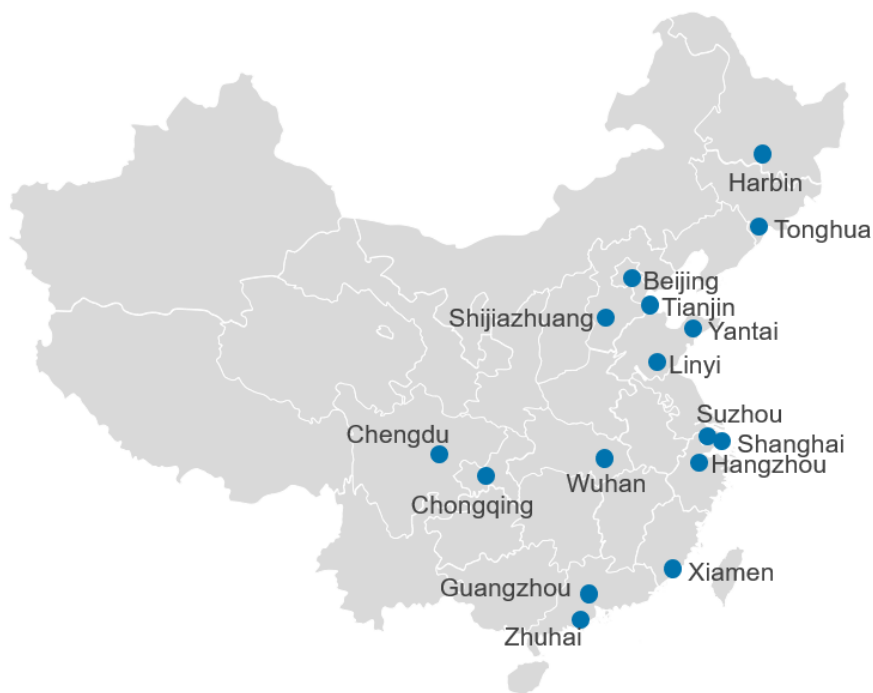 Harbin
Tonghua
Beijing
Tianjin
Shijiazhuang
Yantai
Linyi
Suzhou
Chengdu
Shanghai
Hangzhou
Wuhan
Chongqing
Xiamen
Guangzhou
Zhuhai